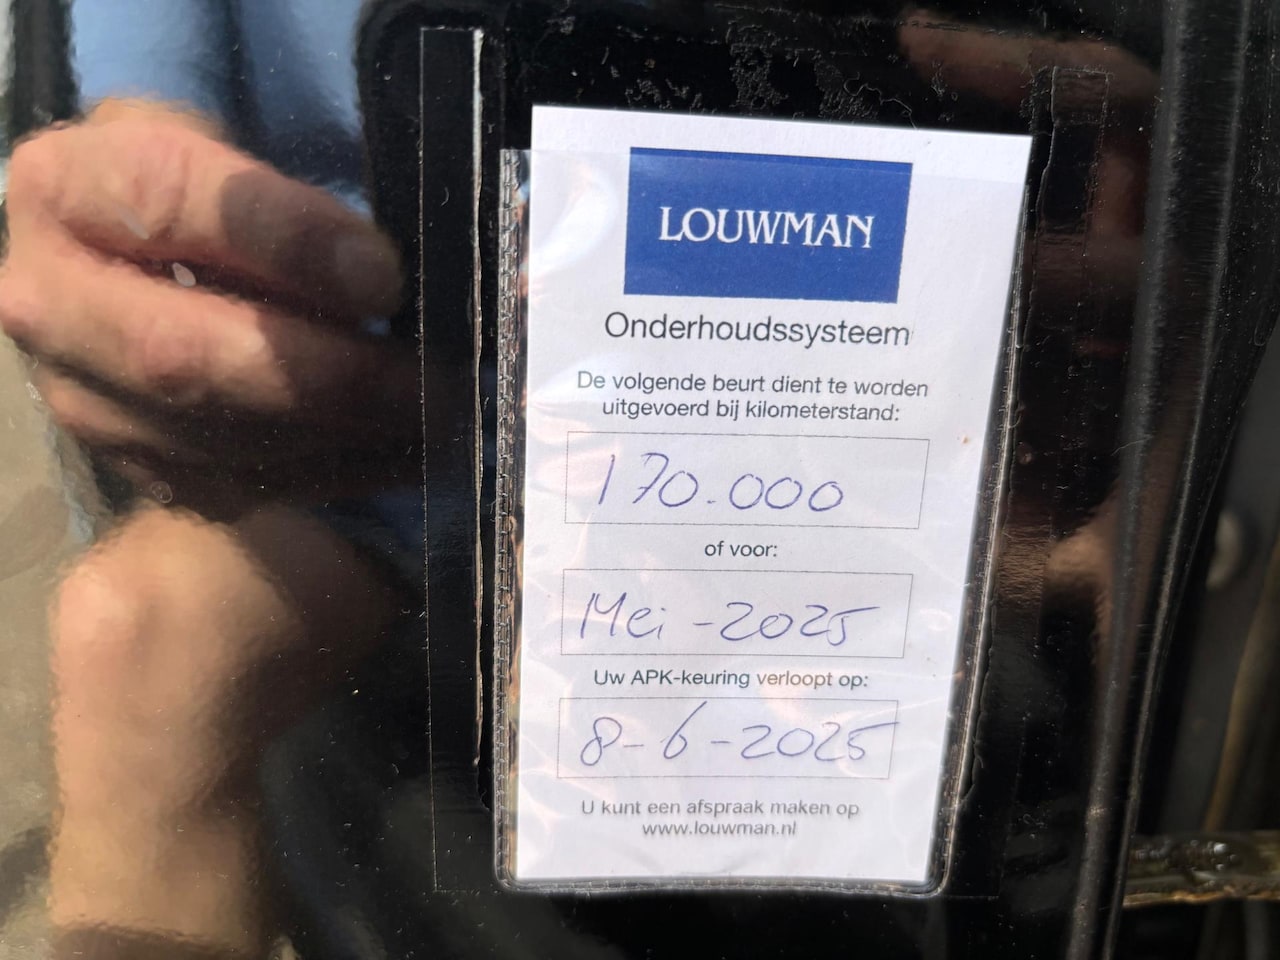 LOUWMAN
Onderhoudssysteem
De volgende beurt dient te worden
uitgevoerd bij kilometerstand:
170.000
of voor:
Mei - 2025
Uw APK-keuring verloopt op:
8-6-2025
U kunt een afspraak maken op
www.louwman.nl